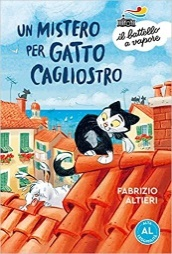 UN MISTERO
PER GATTO
CAGLIOSTRO
il battello
a vapore
FABRIZIO
ALTIERI
AL